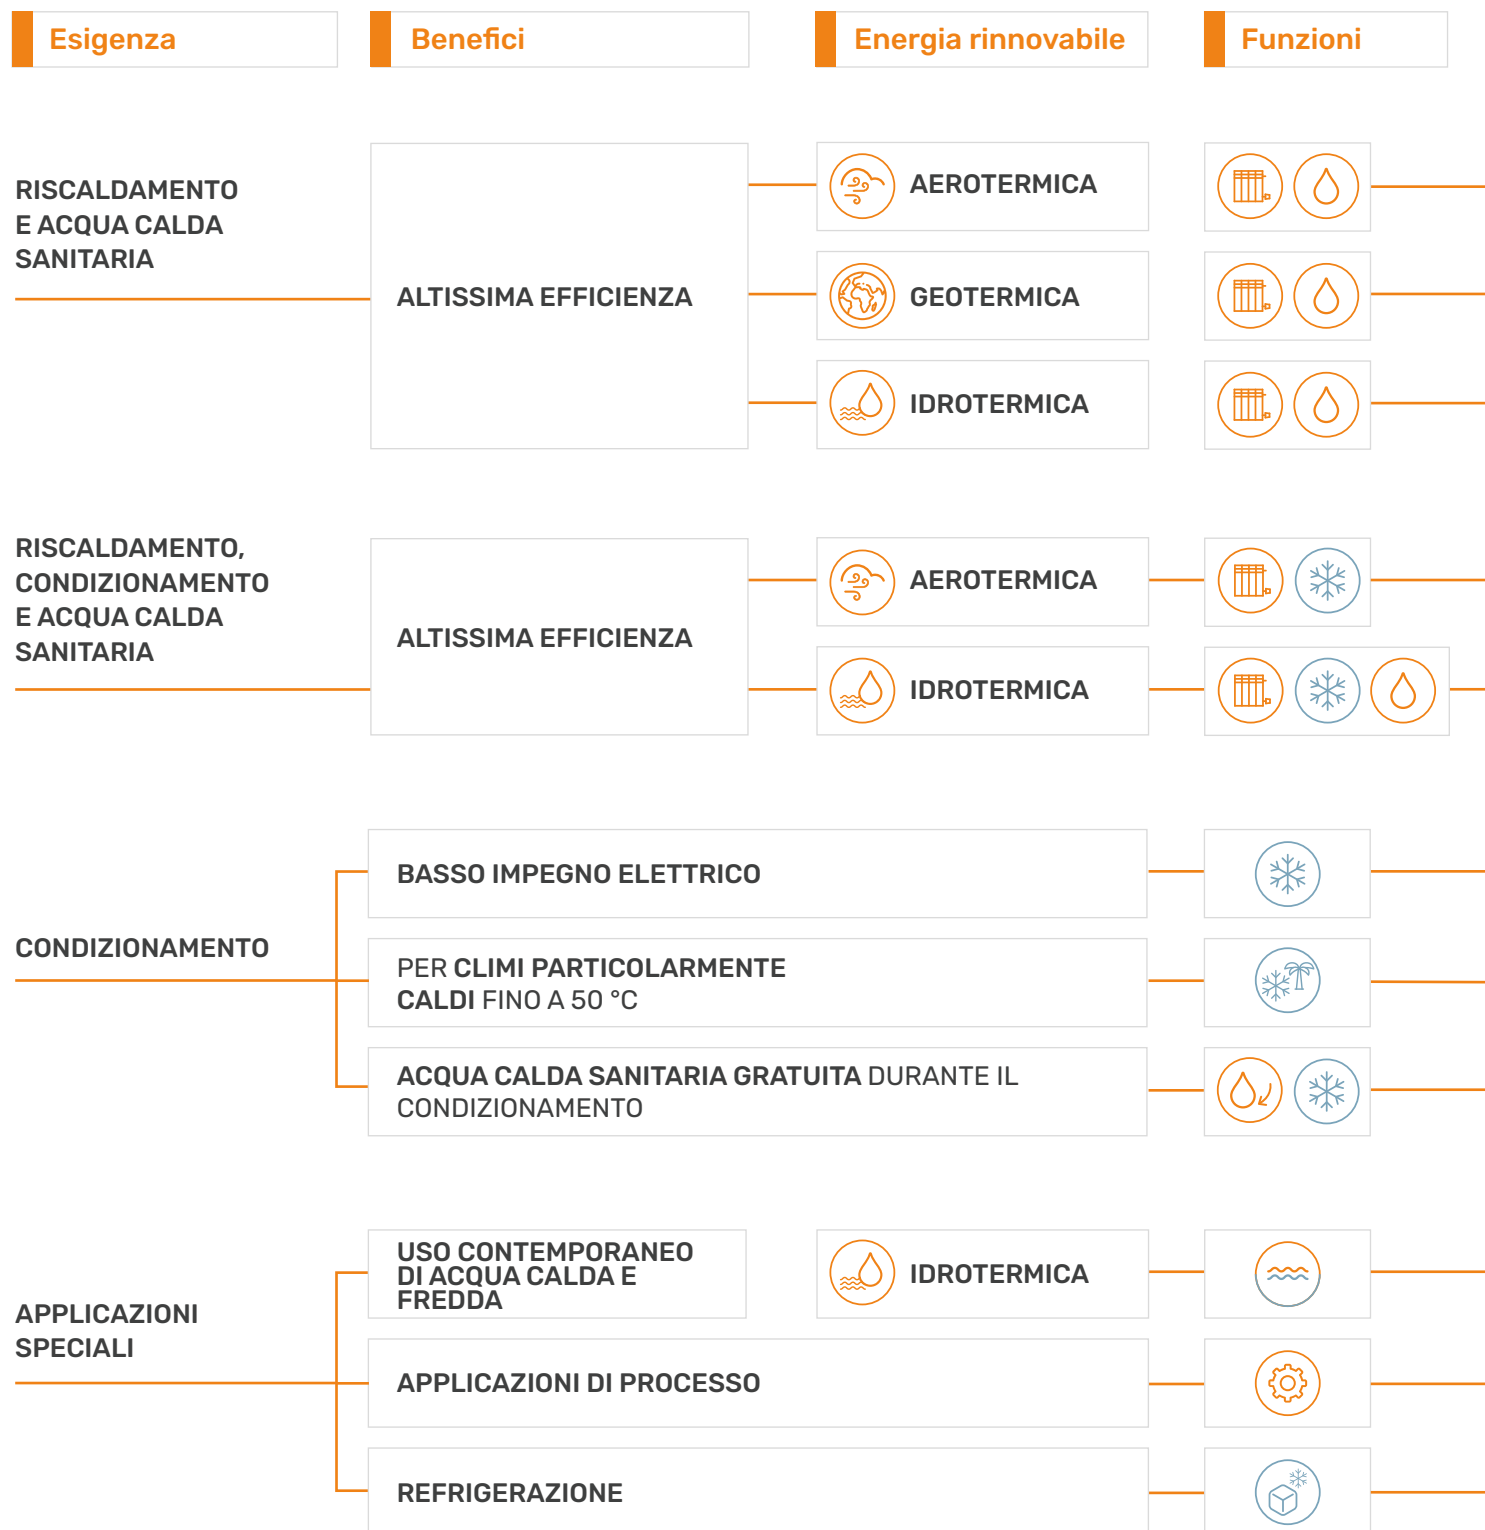 Esigenza
Benefici
Energia rinnovabile
Funzioni
RISCALDAMENTO
E ACQUA CALDA
SANITARIA
ALTISSIMA EFFICIENZA
AEROTERMICA
GEOTERMICA
IDROTERMICA
RISCALDAMENTO,
CONDIZIONAMENTO
E ACQUA CALDA
SANITARIA
ALTISSIMA EFFICIENZA
AEROTERMICA
IDROTERMICA
CONDIZIONAMENTO
BASSO IMPEGNO ELETTRICO
PER CLIMI PARTICOLARMENTE
CALDI FINO A 50 °C
ACQUA CALDA SANITARIA GRATUITA DURANTE IL
CONDIZIONAMENTO
APPLICAZIONI
SPECIALI
USO CONTEMPORANEO
DI ACQUA CALDA E
FREDDA
IDROTERMICA
APPLICAZIONI DI PROCESSO
REFRIGERAZIONE